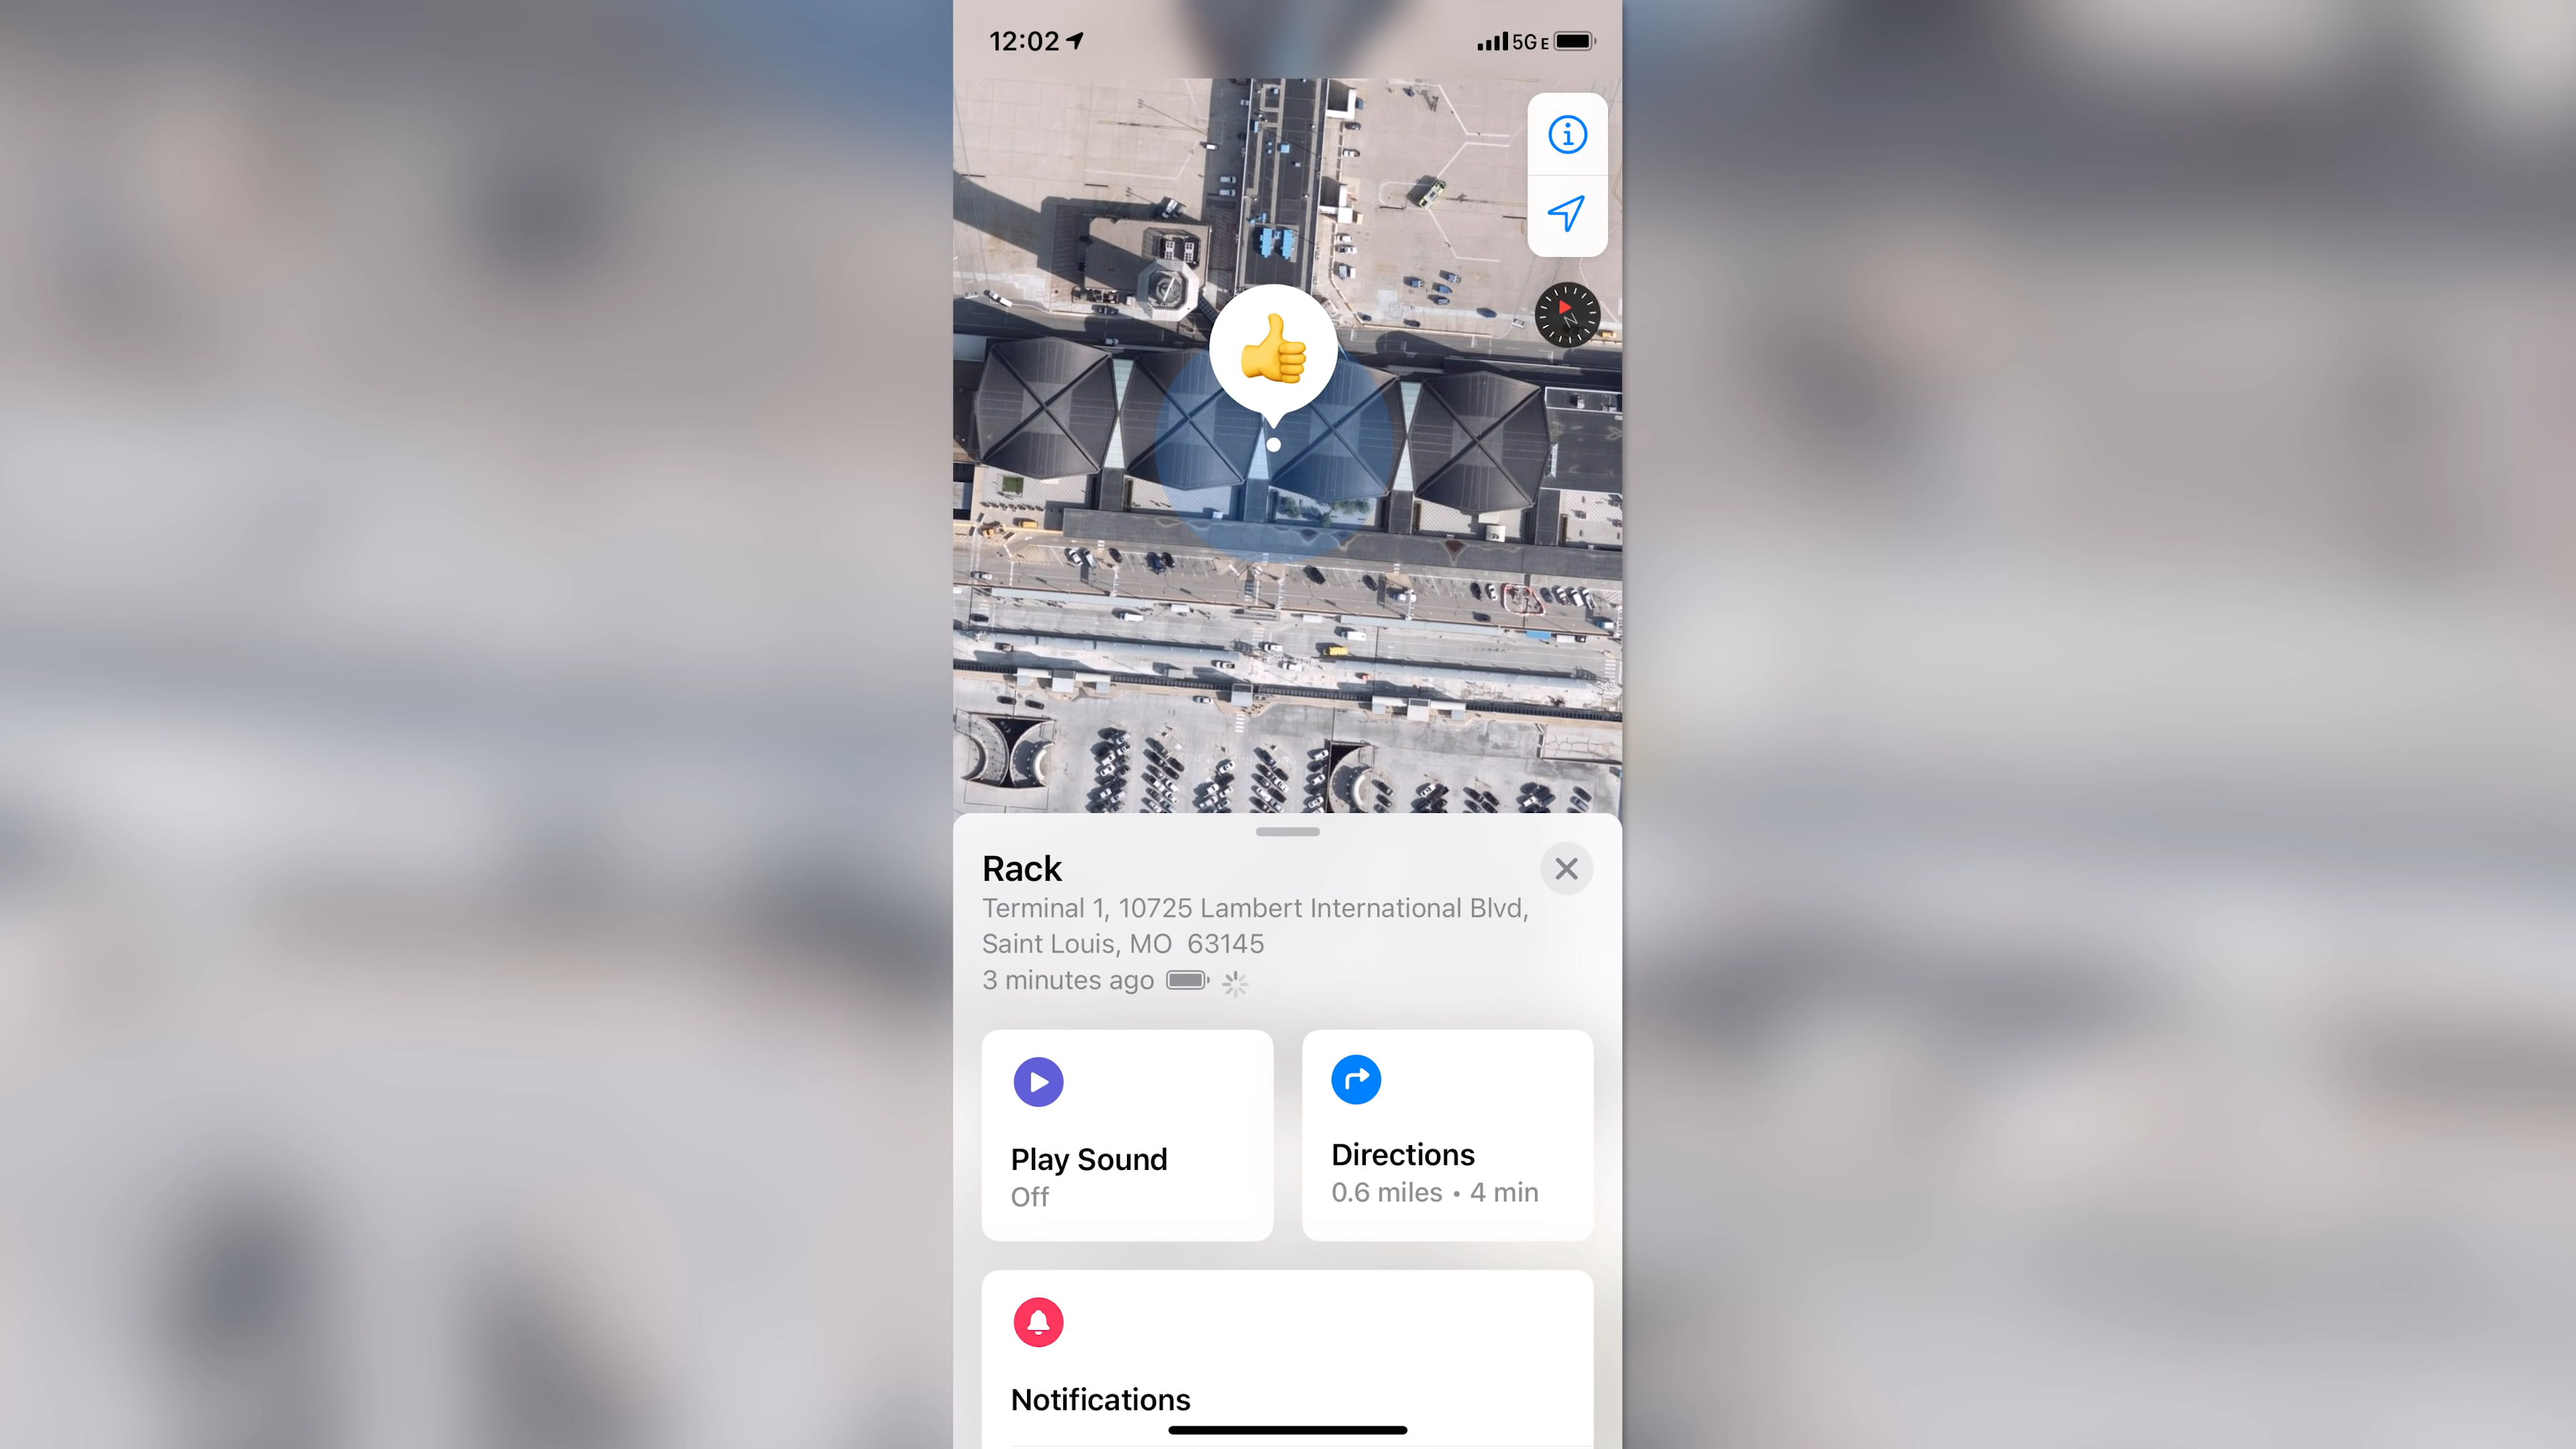 12:02
5G E
Rack
Terminal 1, 10725 Lambert International Blvd,
Saint Louis, MO 63145
3 minutes ago
Play Sound
Off
Directions
0.6 miles • 4 min
Notifications